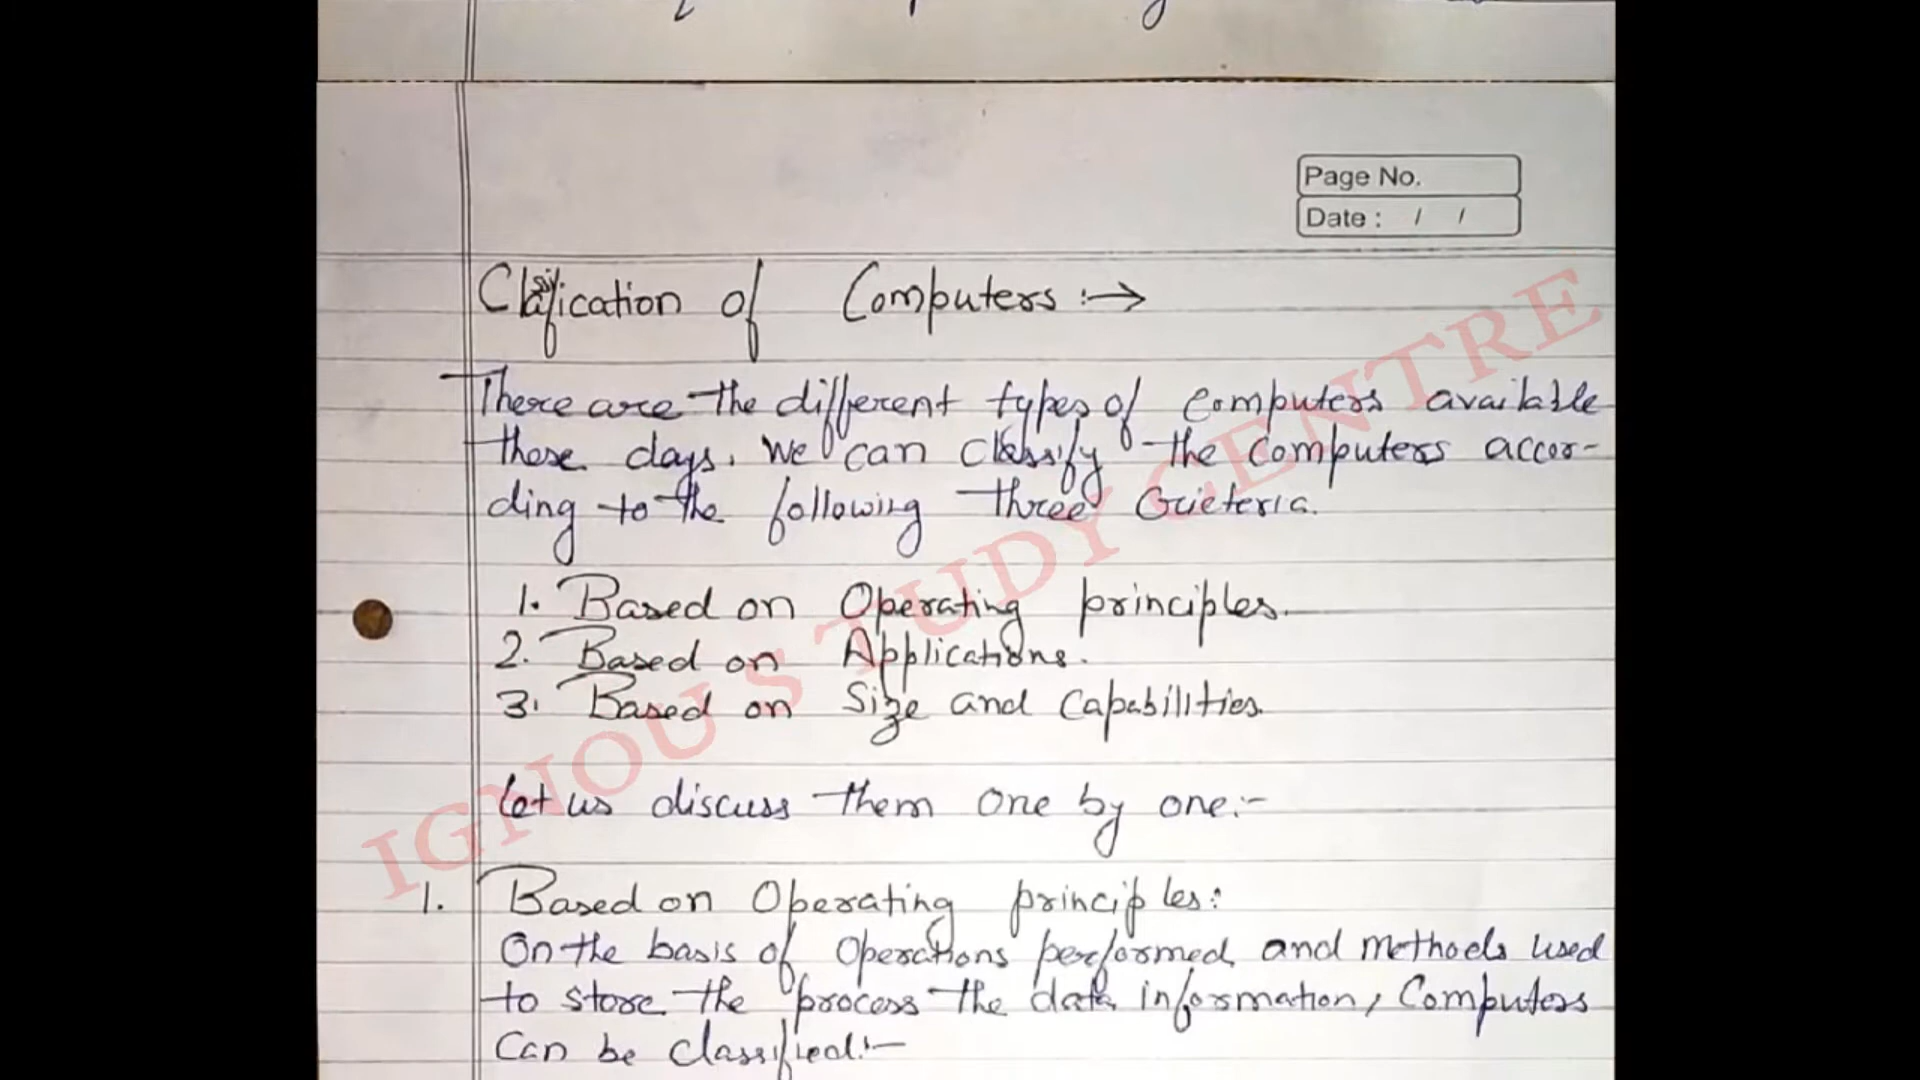 Page No.
Date : / /
Classification of Computers :→
There are the different types of computers available
these days. We can classify the computers accor-
ding to the following three Crieteria.
1. Based on Operating principles.
2. Based on Applications.
3. Based on Size and Capabilities.
Let us discuss them one by one:-
1. Based on Operating principles:
On the basis of Operations performed and methods used
to store the process the data information, Computers
Can be classified:-
IGNOUS STUDY CENTRE